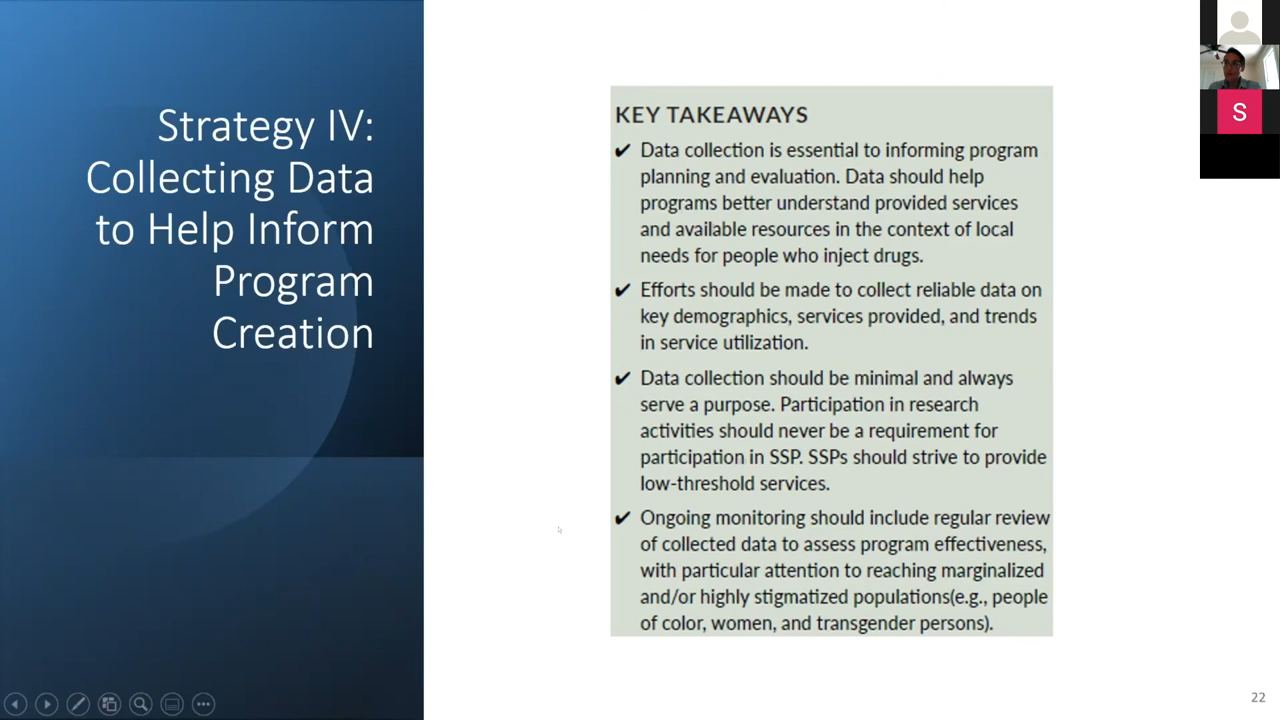 Strategy IV:
Collecting Data
to Help Inform
Program
Creation
KEY TAKEAWAYS
✔ Data collection is essential to informing program
planning and evaluation. Data should help
programs better understand provided services
and available resources in the context of local
needs for people who inject drugs.
✔ Efforts should be made to collect reliable data on
key demographics, services provided, and trends
in service utilization.
✔ Data collection should be minimal and always
serve a purpose. Participation in research
activities should never be a requirement for
participation in SSP. SSPs should strive to provide
low-threshold services.
✔ Ongoing monitoring should include regular review
of collected data to assess program effectiveness,
with particular attention to reaching marginalized
and/or highly stigmatized populations(e.g., people
of color, women, and transgender persons).
S
22